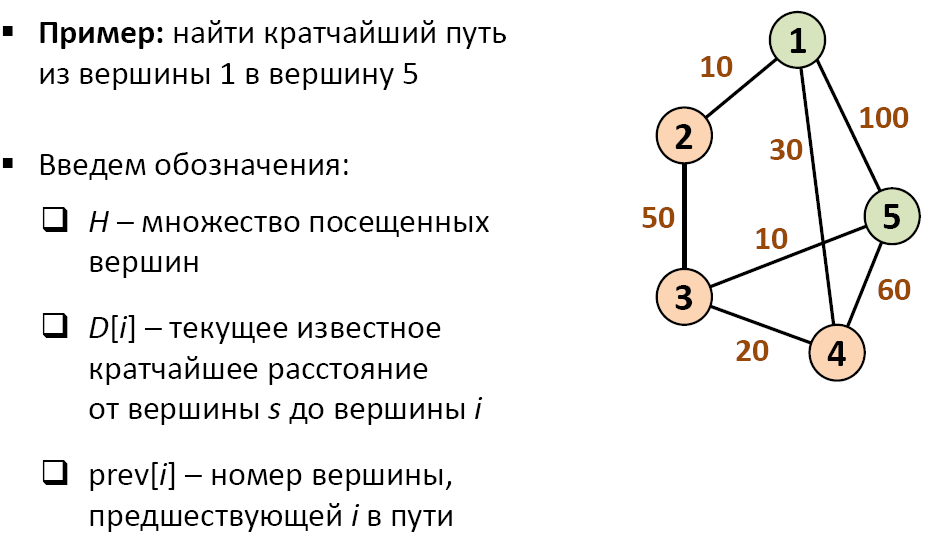 ▪ Пример: найти кратчайший путь
из вершины 1 в вершину 5
▪ Введем обозначения:
❑ H – множество посещенных
вершин
❑ D[i] – текущее известное
кратчайшее расстояние
от вершины s до вершины i
❑ prev[i] – номер вершины,
предшествующей i в пути
1
10
2
100
30
50
5
10
3
60
20
4